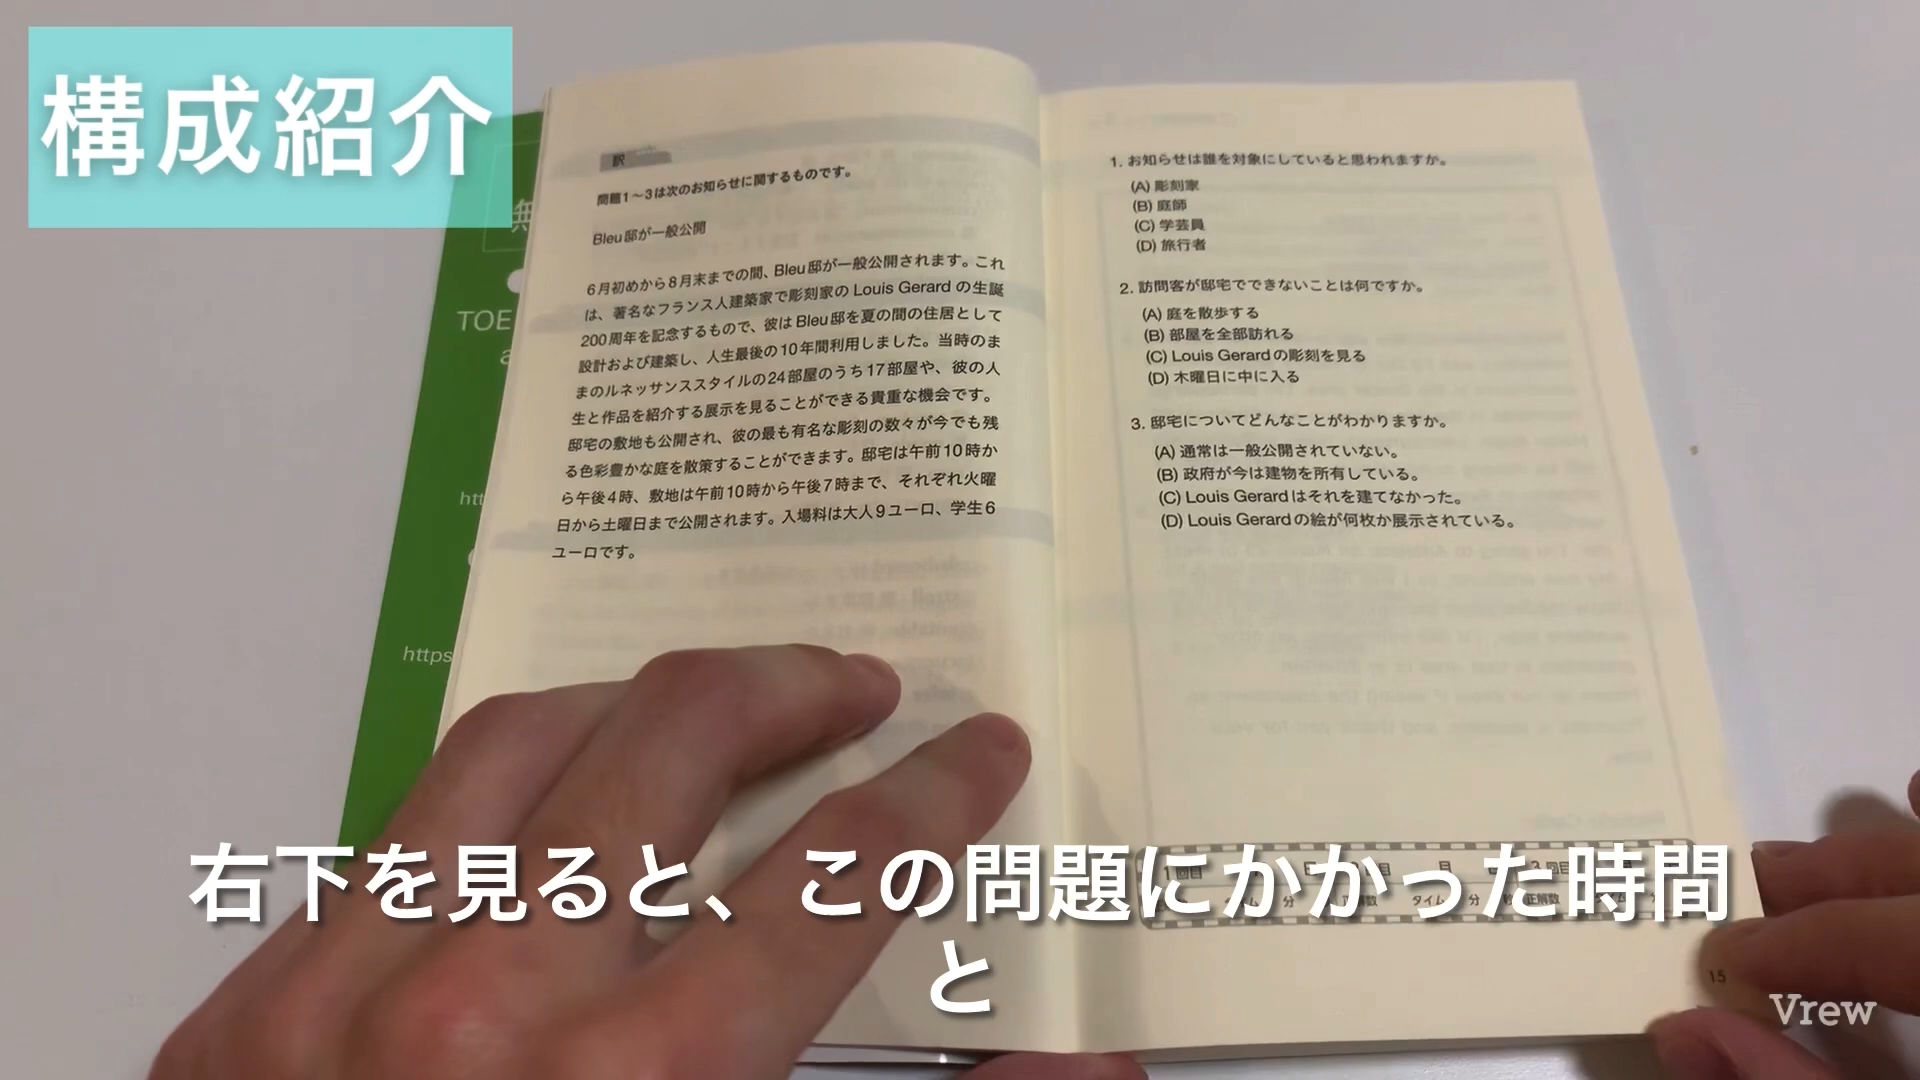 構成紹介
無
TOE
htt
https
訳
問題1〜3は次のお知らせに関するものです。
Bleu邸が一般公開
6月初めから8月末までの間、Bleu邸が一般公開されます。これ
は、著名なフランス人建築家で彫刻家の Louis Gerard の生誕
200周年を記念するもので、彼は Bleu邸を夏の間の住居として
設計および建築し、人生最後の10年間利用しました。当時のま
まのルネッサンススタイルの24部屋のうち17部屋や、彼の人
生と作品を紹介する展示を見ることができる貴重な機会です。
邸宅の敷地も公開され、彼の最も有名な彫刻の数々が今でも残
る色彩豊かな庭を散策することができます。邸宅は午前10時か
ら午後4時、敷地は午前10時から午後7時まで、それぞれ火曜
日から土曜日まで公開されます。入場料は大人9ユーロ、学生6
ユーロです。
1. お知らせは誰を対象にしていると思われますか。
(A) 彫刻家
(B) 庭師
(C) 学芸員
(D) 旅行者
2. 訪問客が邸宅でできないことは何ですか。
(A) 庭を散歩する
(B) 部屋を全部訪れる
(C) Louis Gerardの彫刻を見る
(D) 木曜日に中に入る
3. 邸宅についてどんなことがわかりますか。
(A) 通常は一般公開されていない。
(B) 政府が今は建物を所有している。
(C) Louis Gerardはそれを建てなかった。
(D) Louis Gerardの絵が何枚か展示されている。
1回目
タイム 分 秒 正解数
右下を見ると、この問題にかかった時間
と
15
Vrew